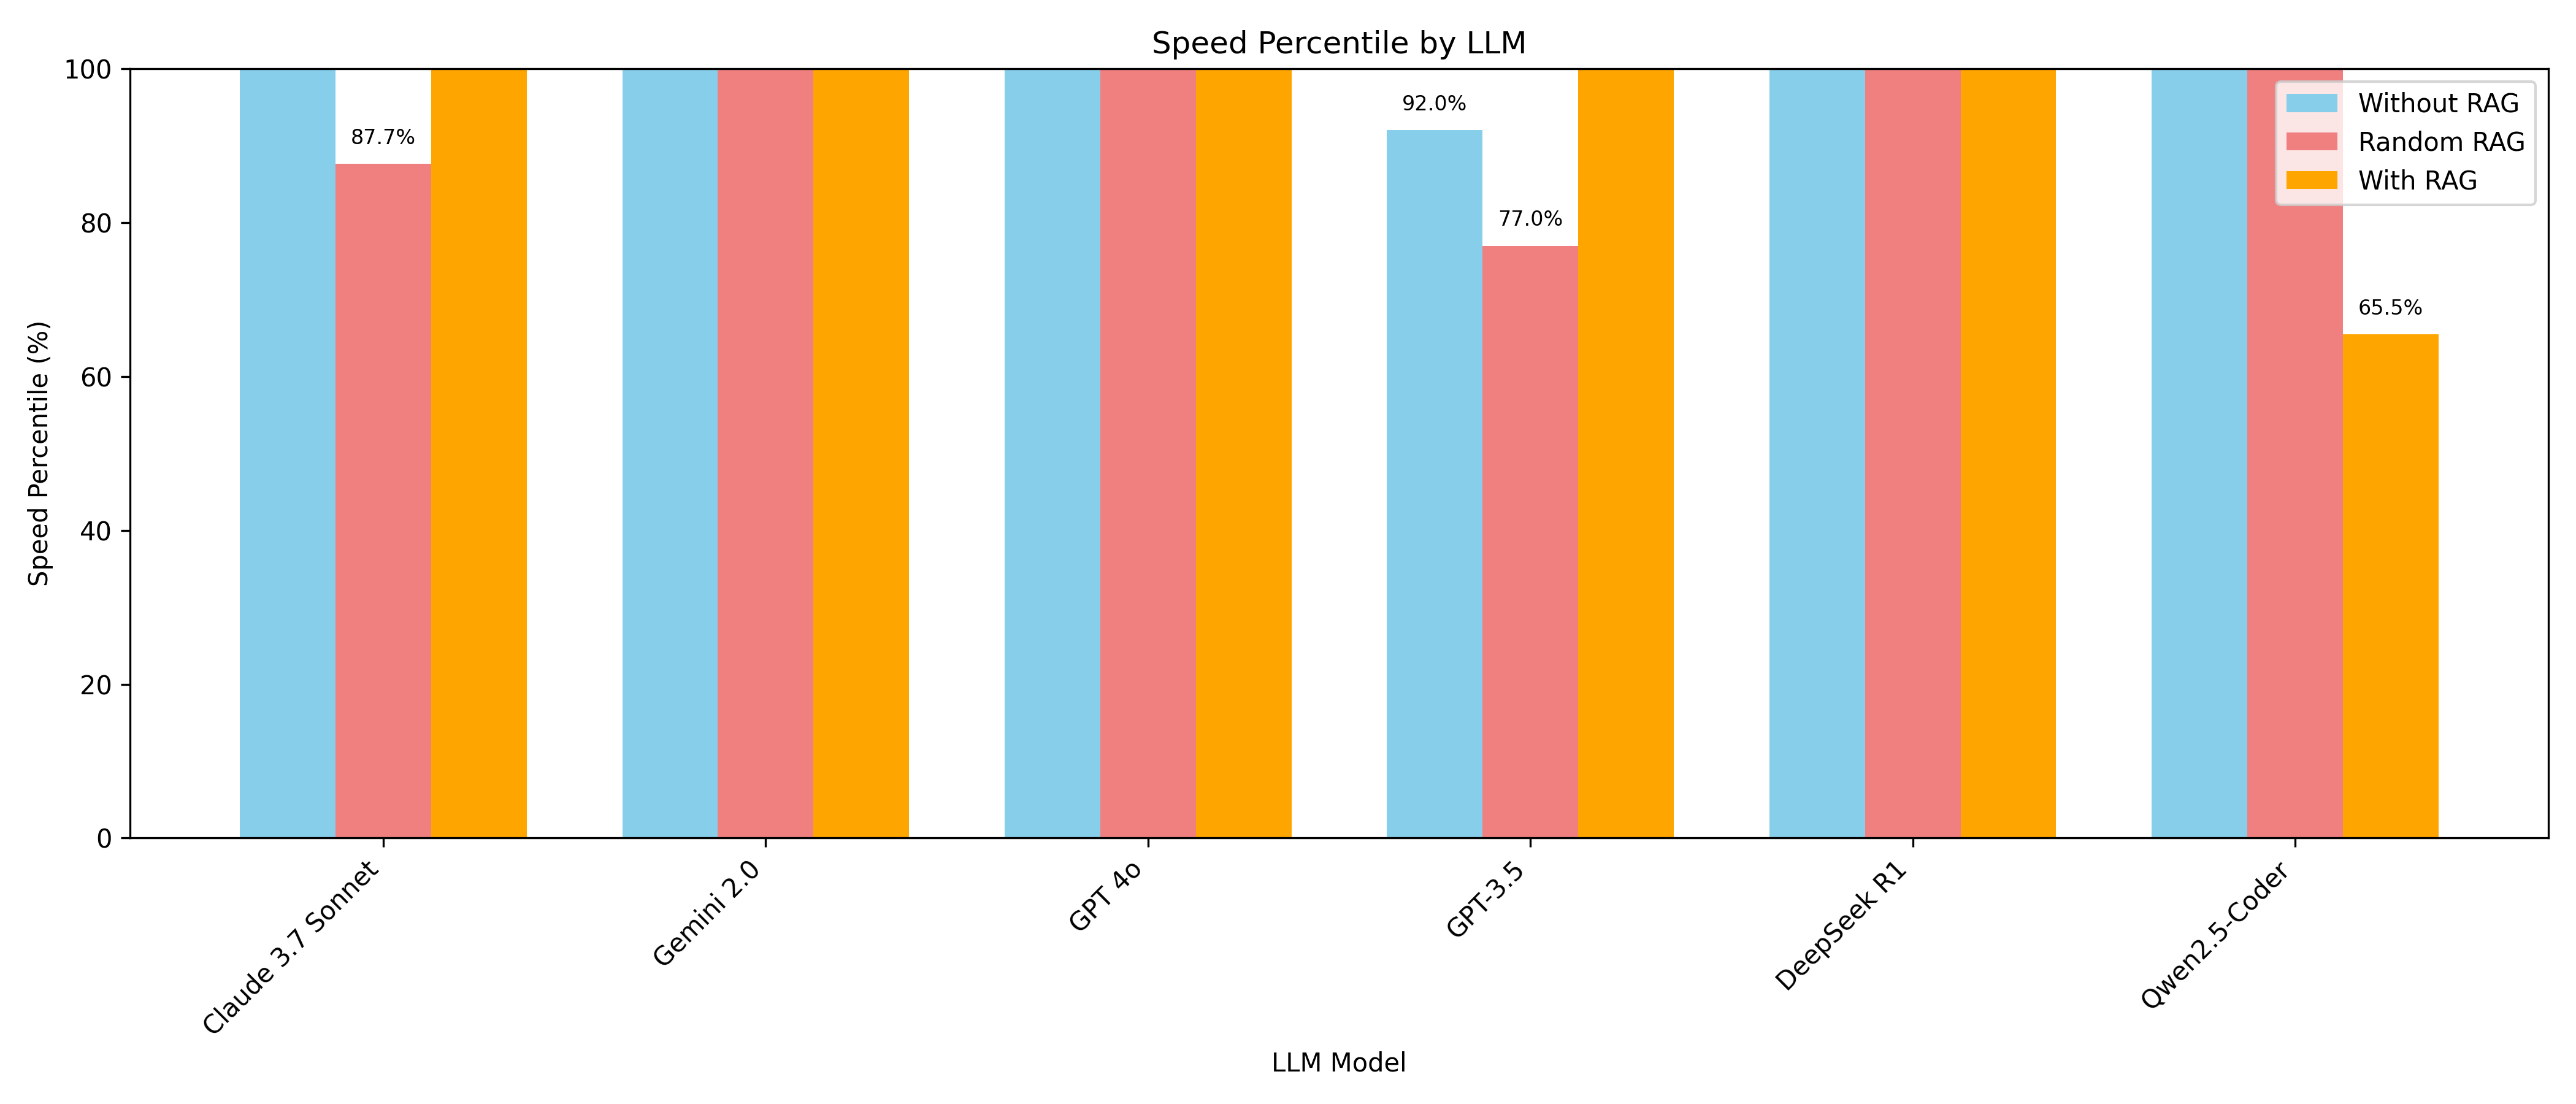 Speed Percentile by LLM
100
80
60
40
20
0
Speed Percentile (%)
87.7%
92.0%
77.0%
65.5%
Without RAG
Random RAG
With RAG
Claude 3.7 Sonnet
Gemini 2.0
GPT 4o
GPT-3.5
DeepSeek R1
Qwen2.5-Coder
LLM Model